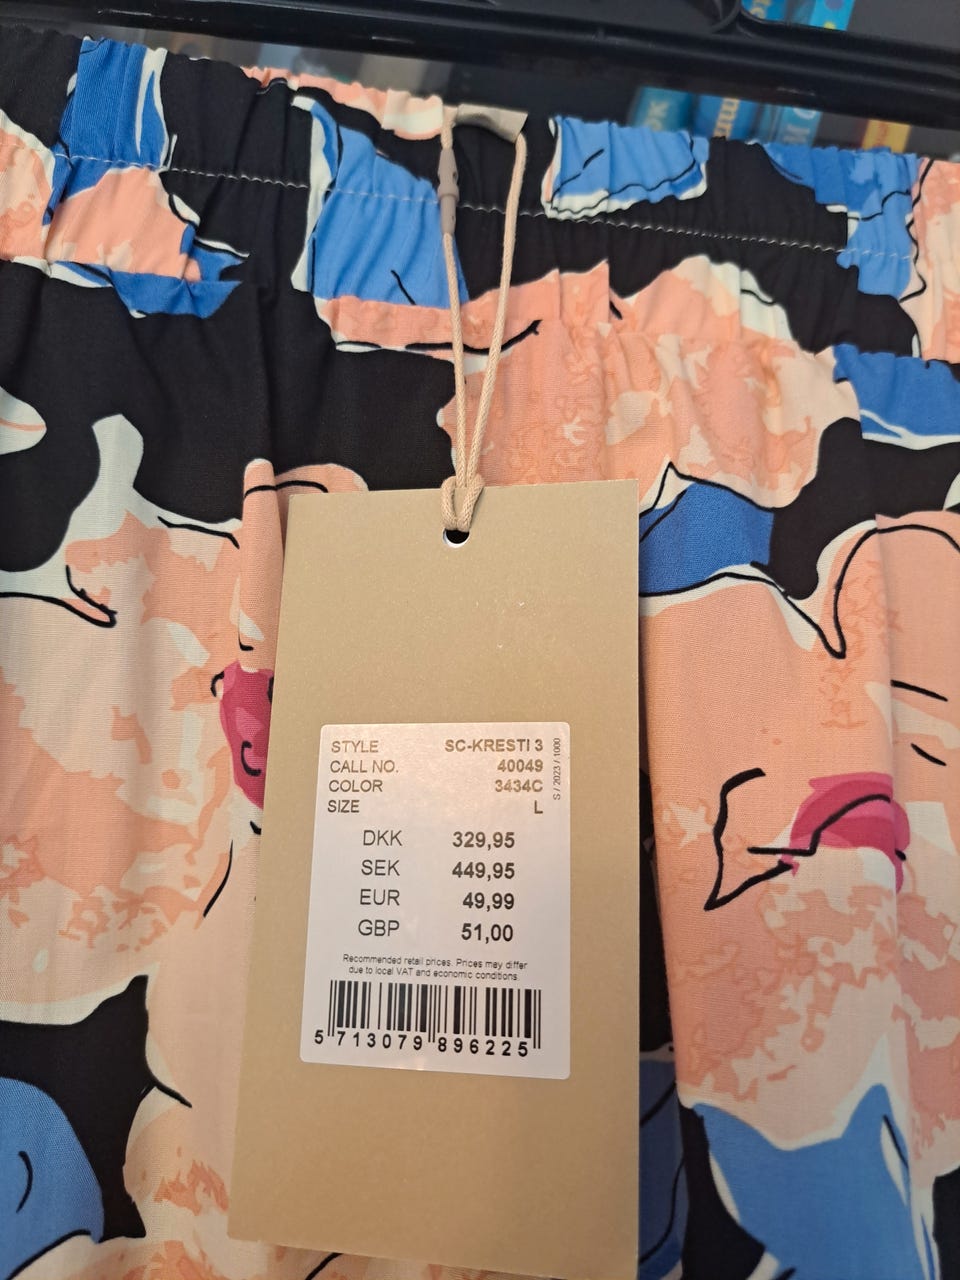 STYLE SC-KRESTI 3
CALL NO. 40049
COLOR 3434C
SIZE L
S / 2023 / 1000
DKK 329,95
SEK 449,95
EUR 49,99
GBP 51,00
Recommended retail prices. Prices may differ
due to local VAT and economic conditions.
5 713079 896225